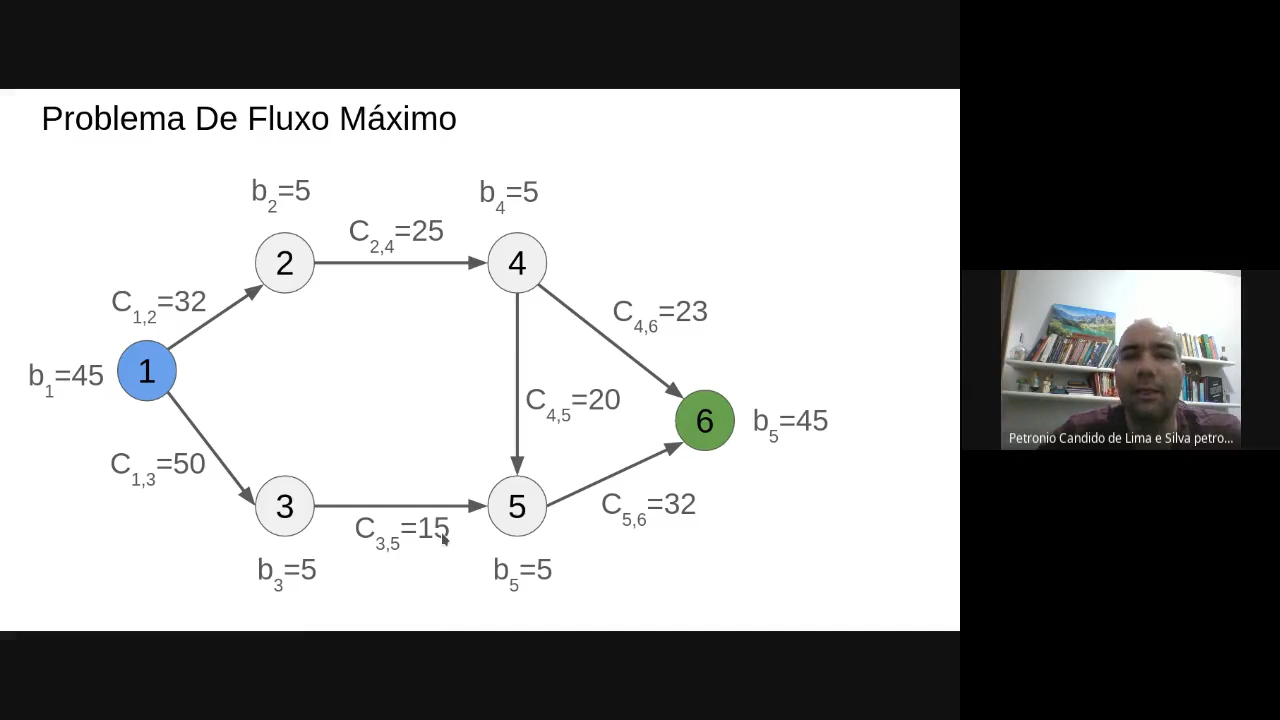 Problema De Fluxo Máximo
b2=5
b4=5
C2,4=25
2
4
C1,2=32
C4,6=23
1
b1=45
C4,5=20
6
b5=45
C1,3=50
3
5
C5,6=32
C3,5=15
b3=5
b5=5
Petronio Candido de Lima e Silva petro...